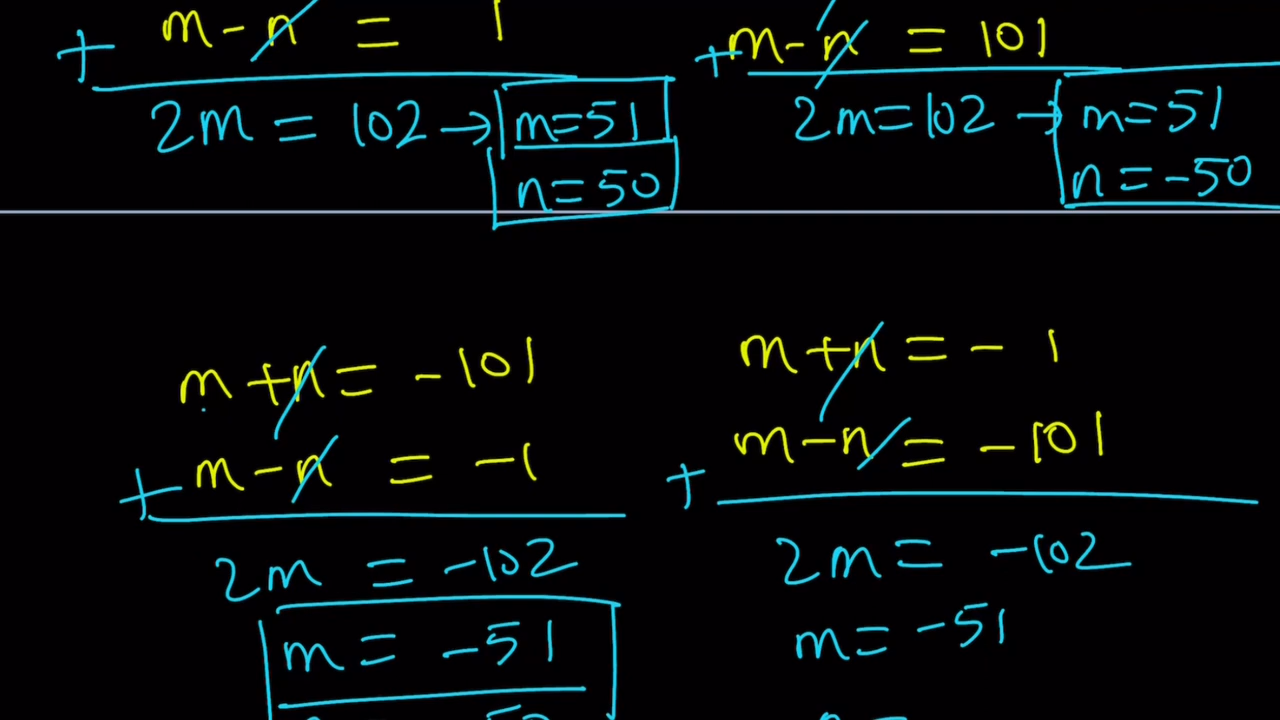 + m - n = 1
2m = 102 → m = 51
n = 50
+ m - n = 101
2m = 102 → m = 51
n = -50
m + n = -101
+ m - n = -1
2m = -102
m = -51
m + n = - 1
+ m - n = -101
2m = -102
m = -51